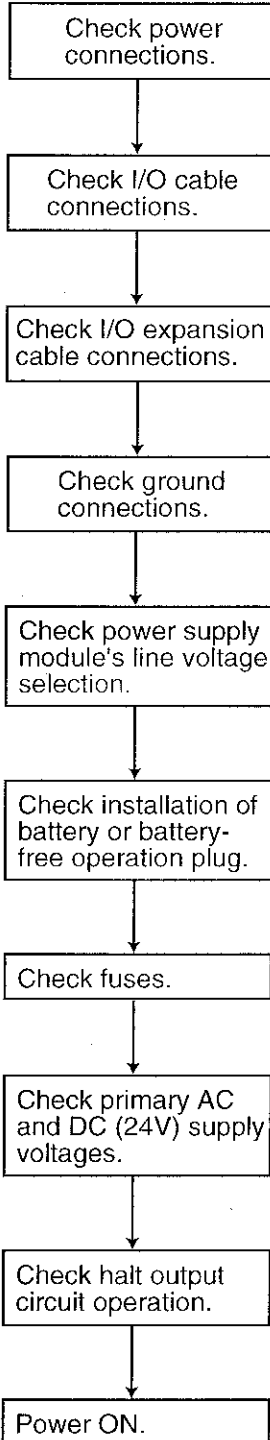 Check power
connections.
Check I/O cable
connections.
Check I/O expansion
cable connections.
Check ground
connections.
Check power supply
module's line voltage
selection.
Check installation of
battery or battery-
free operation plug.
Check fuses.
Check primary AC
and DC (24V) supply
voltages.
Check halt output
circuit operation.
Power ON.